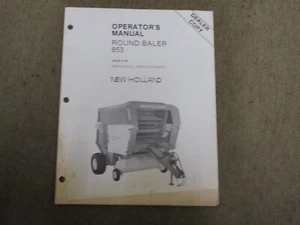 OPERATOR'S
MANUAL
ROUND BALER
853
DEALER
COPY
NEW HOLLAND